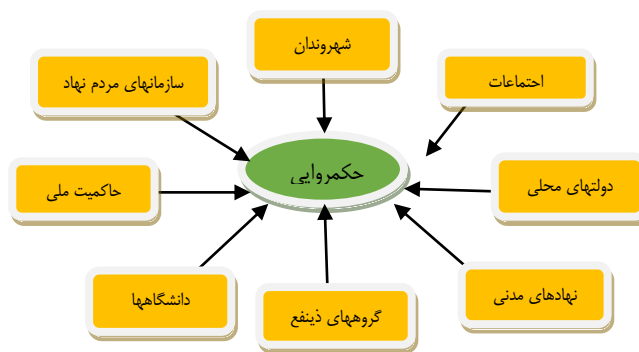 شهروندان
سازمانهای مردم نهاد
احتماعات
حکمروایی
حاکمیت ملی
دولتهای محلی
دانشگاهها
گروههای ذینفع
نهادهای مدنی